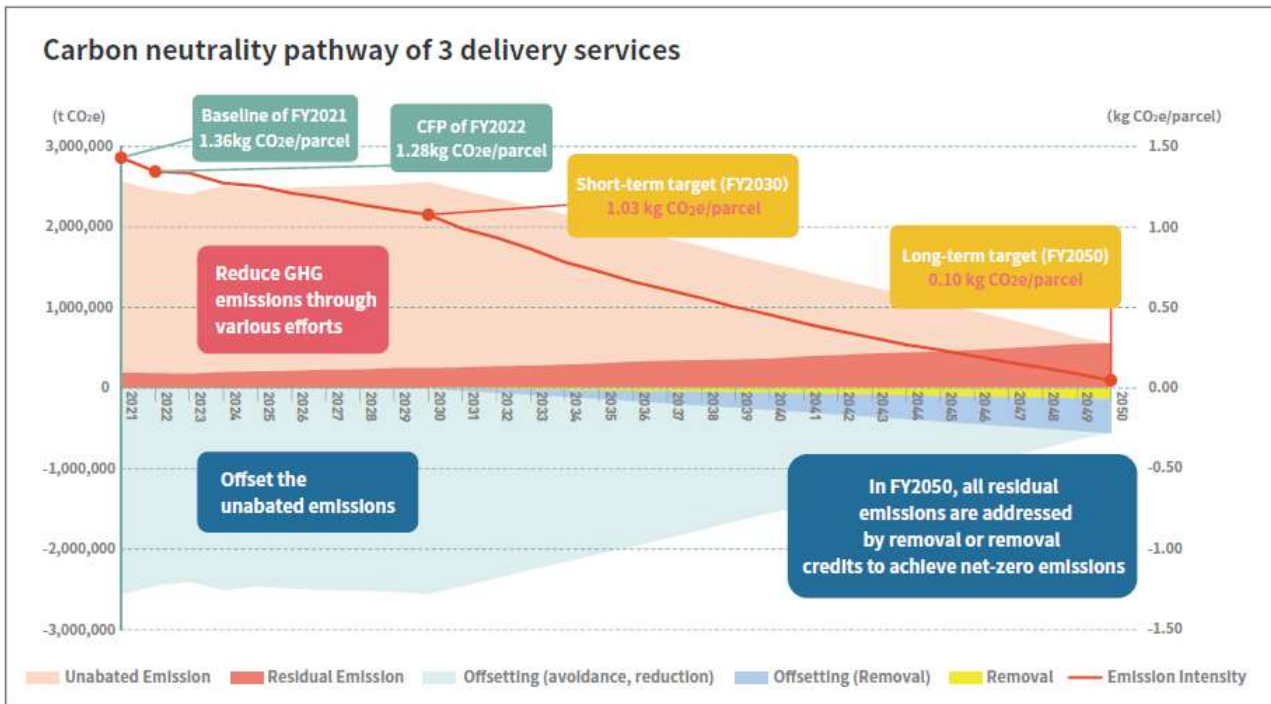 Carbon neutrality pathway of 3 delivery services
(t CO2e)
(kg CO2e/parcel)
Baseline of FY2021
1.36kg CO2e/parcel
CFP of FY2022
1.28kg CO2e/parcel
Short-term target (FY2030)
1.03 kg CO2e/parcel
Long-term target (FY2050)
0.10 kg CO2e/parcel
Reduce GHG
emissions through
various efforts
Offset the
unabated emissions
In FY2050, all residual
emissions are addressed
by removal or removal
credits to achieve net-zero emissions
3,000,000
2,000,000
1,000,000
0
-1,000,000
-2,000,000
-3,000,000
1.50
1.00
0.50
0.00
-0.50
-1.00
-1.50
2021
2022
2023
2024
2025
2026
2027
2028
2029
2030
2031
2032
2033
2034
2035
2036
2037
2038
2039
2040
2041
2042
2043
2044
2045
2046
2047
2048
2049
2050
Unabated Emission
Residual Emission
Offsetting (avoidance, reduction)
Offsetting (Removal)
Removal
Emission Intensity